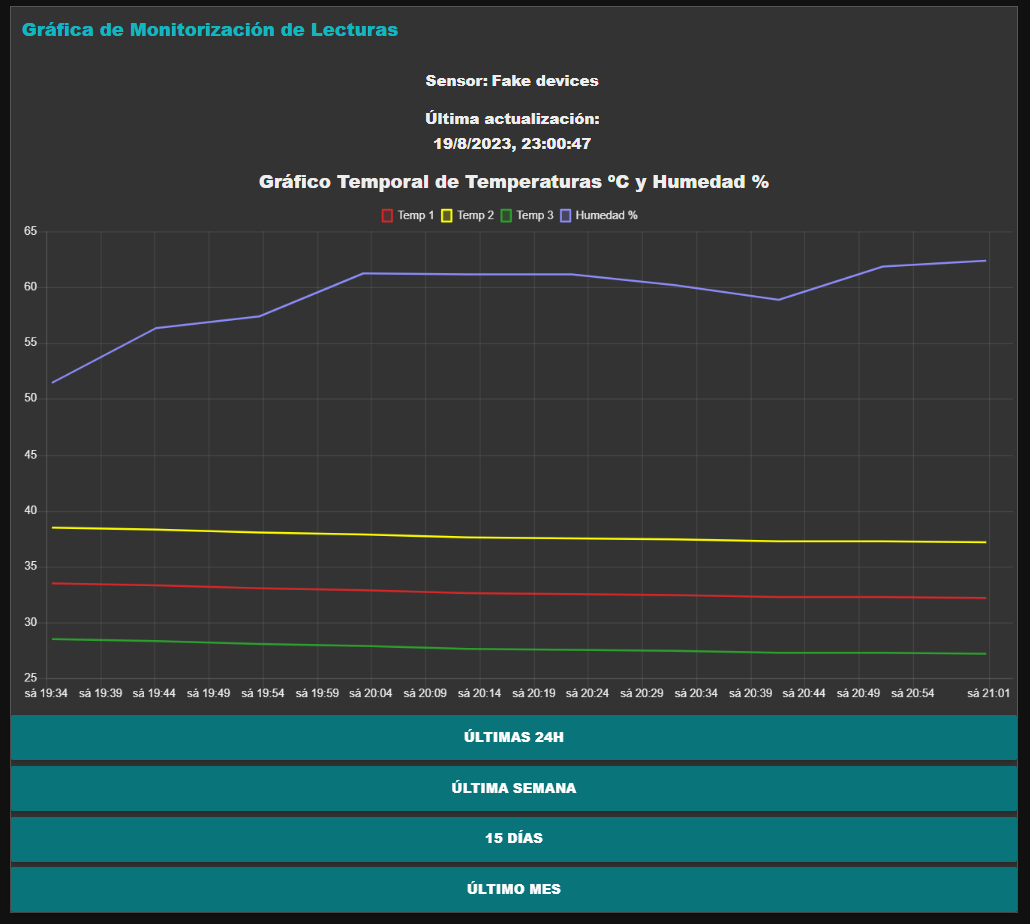 Gráfica de Monitorización de Lecturas
Sensor: Fake devices
Última actualización:
19/8/2023, 23:00:47
Gráfico Temporal de Temperaturas ºC y Humedad %
Temp 1 Temp 2 Temp 3 Humedad %
65
60
55
50
45
40
35
30
25
sá 19:34 sá 19:39 sá 19:44 sá 19:49 sá 19:54 sá 19:59 sá 20:04 sá 20:09 sá 20:14 sá 20:19 sá 20:24 sá 20:29 sá 20:34 sá 20:39 sá 20:44 sá 20:49 sá 20:54 sá 21:01
ÚLTIMAS 24H
ÚLTIMA SEMANA
15 DÍAS
ÚLTIMO MES